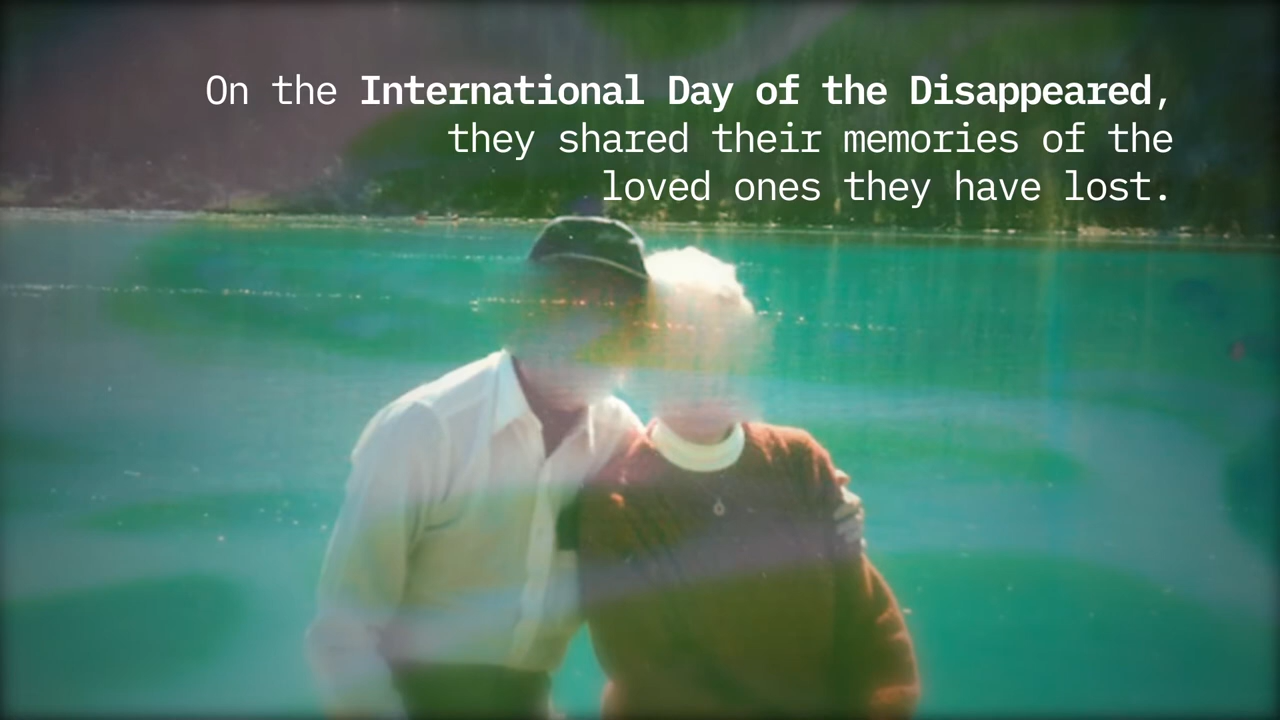 On the International Day of the Disappeared,
they shared their memories of the
loved ones they have lost.